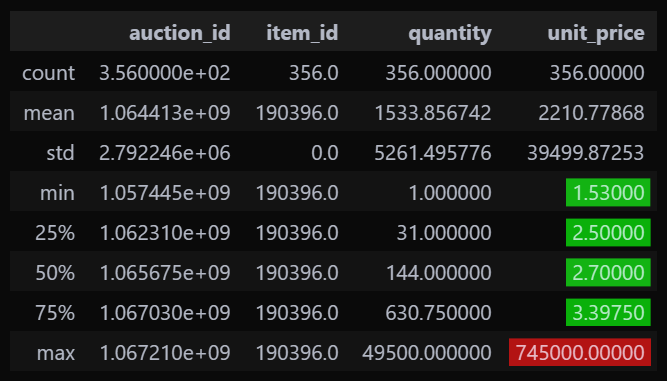 auction_id item_id quantity unit_price
count 3.560000e+02 356.0 356.000000 356.00000
mean 1.064413e+09 190396.0 1533.856742 2210.77868
std 2.792246e+06 0.0 5261.495776 39499.87253
min 1.057445e+09 190396.0 1.000000 1.53000
25% 1.062310e+09 190396.0 31.000000 2.50000
50% 1.065675e+09 190396.0 144.000000 2.70000
75% 1.067030e+09 190396.0 630.750000 3.39750
max 1.067210e+09 190396.0 49500.000000 745000.00000